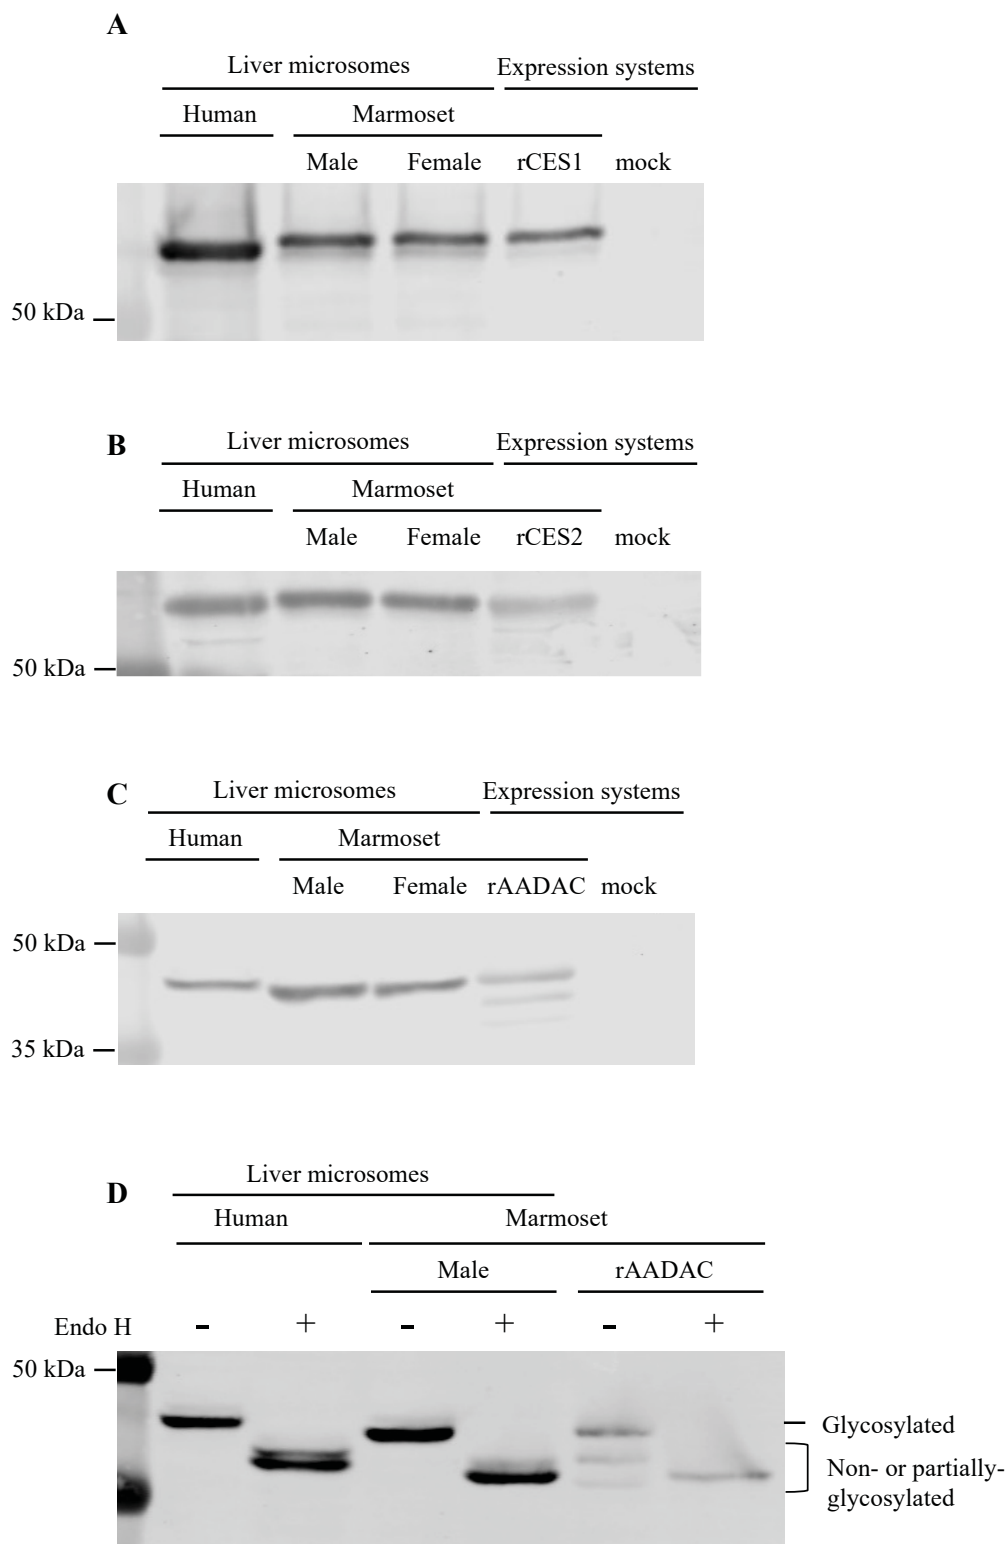 A
Liver microsomes Expression systems
Human Marmoset
Male Female rCES1 mock
50 kDa
B
Liver microsomes Expression systems
Human Marmoset
Male Female rCES2 mock
50 kDa
C
Liver microsomes Expression systems
Human Marmoset
Male Female rAADAC mock
50 kDa
35 kDa
D
Liver microsomes
Human Marmoset
Male rAADAC
Endo H - + - + - +
50 kDa
Glycosylated
Non- or partially-
glycosylated